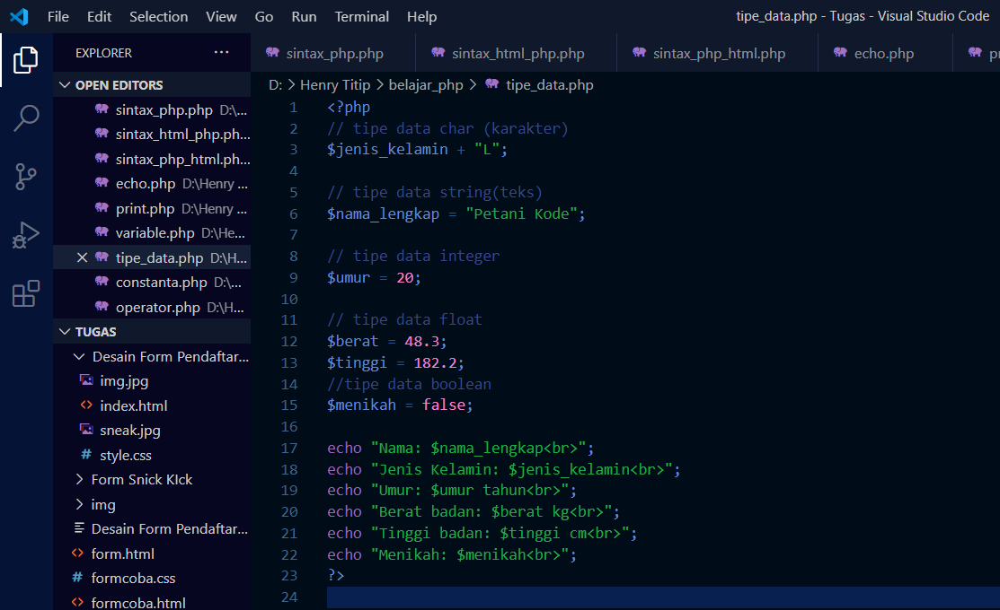 File Edit Selection View Go Run Terminal Help tipe_data.php - Tugas - Visual Studio Code
EXPLORER ···
sintax_php.php sintax_html_php.php sintax_php_html.php echo.php
OPEN EDITORS
sintax_php.php D:\...
sintax_html_php.ph...
sintax_php_html.ph...
echo.php D:\Henry ...
print.php D:\Henry ...
variable.php D:\He...
tipe_data.php D:\H...
constanta.php D:\...
operator.php D:\H...
TUGAS
Desain Form Pendaftar...
img.jpg
index.html
sneak.jpg
style.css
Form Snick KIck
img
Desain Form Pendaftar...
form.html
formcoba.css
formcoba.html
D: > Henry Titip > belajar_php > tipe_data.php
1 <?php
2 // tipe data char (karakter)
3 $jenis_kelamin + "L";
4
5 // tipe data string(teks)
6 $nama_lengkap = "Petani Kode";
7
8 // tipe data integer
9 $umur = 20;
10
11 // tipe data float
12 $berat = 48.3;
13 $tinggi = 182.2;
14 //tipe data boolean
15 $menikah = false;
16
17 echo "Nama: $nama_lengkap<br>";
18 echo "Jenis Kelamin: $jenis_kelamin<br>";
19 echo "Umur: $umur tahun<br>";
20 echo "Berat badan: $berat kg<br>";
21 echo "Tinggi badan: $tinggi cm<br>";
22 echo "Menikah: $menikah<br>";
23 ?>
24